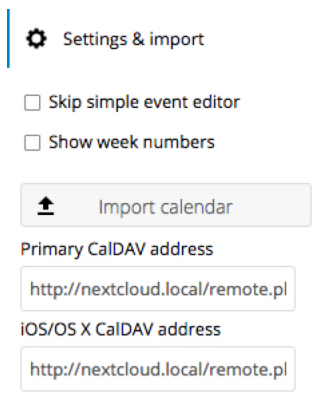 Settings & import
Skip simple event editor
Show week numbers
Import calendar
Primary CalDAV address
http://nextcloud.local/remote.pl
iOS/OS X CalDAV address
http://nextcloud.local/remote.pl